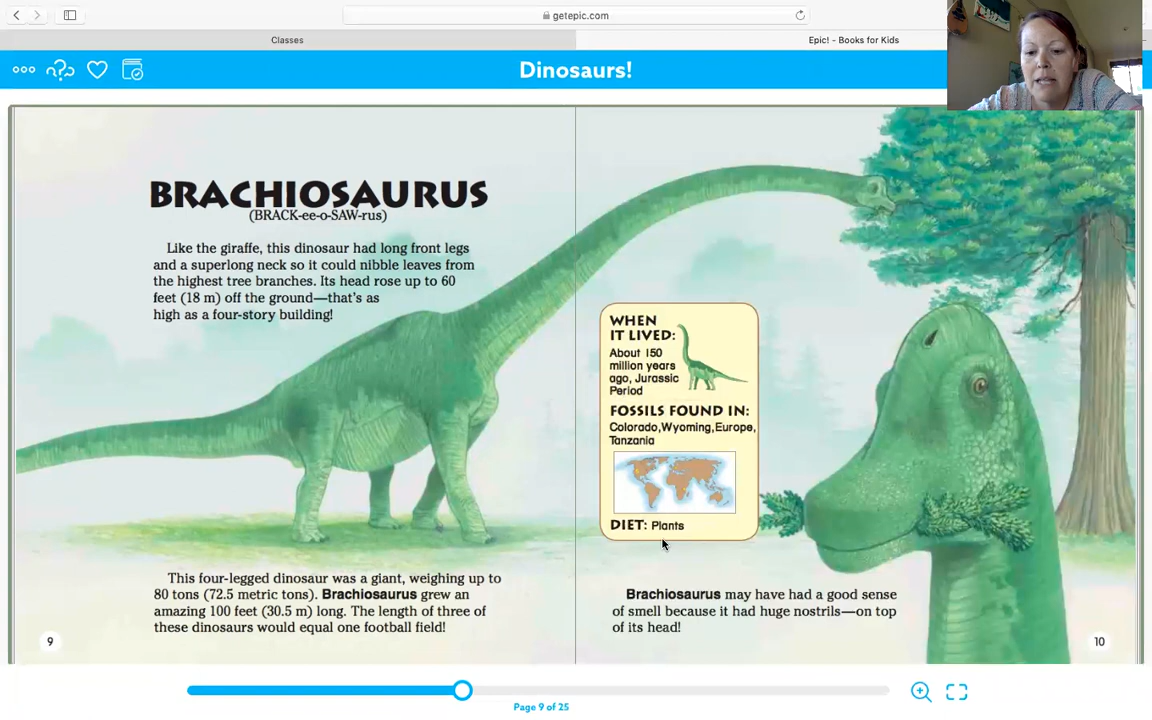 getepic.com
Classes
Epic! - Books for Kids
Dinosaurs!
BRACHIOSAURUS
(BRACK-ee-o-SAW-rus)
Like the giraffe, this dinosaur had long front legs
and a superlong neck so it could nibble leaves from
the highest tree branches. Its head rose up to 60
feet (18 m) off the ground—that's as
high as a four-story building!
This four-legged dinosaur was a giant, weighing up to
80 tons (72.5 metric tons). Brachiosaurus grew an
amazing 100 feet (30.5 m) long. The length of three of
these dinosaurs would equal one football field!
9
WHEN
IT LIVED:
About 150
million years
ago, Jurassic
Period
FOSSILS FOUND IN:
Colorado,Wyoming,Europe,
Tanzania
DIET: Plants
Brachiosaurus may have had a good sense
of smell because it had huge nostrils—on top
of its head!
10
Page 9 of 25